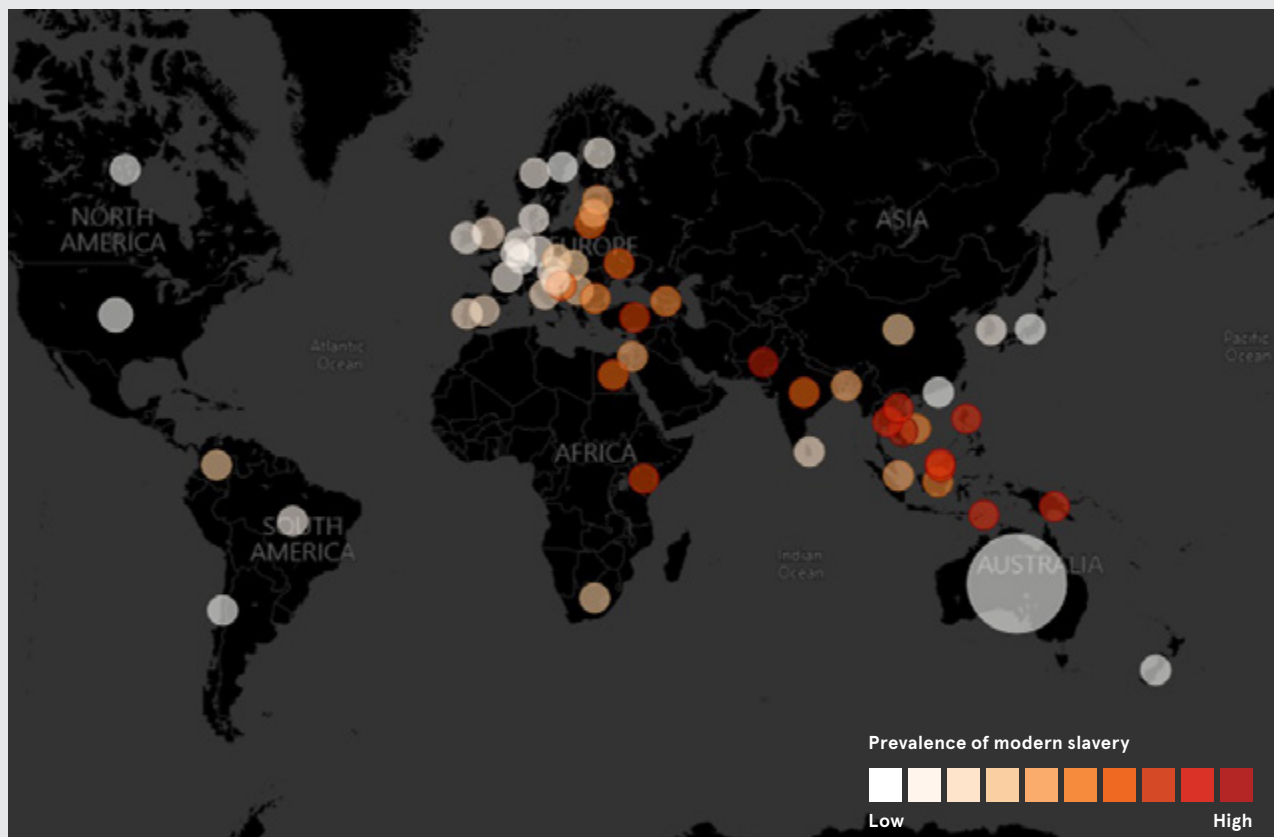 NORTH
AMERICA
EUROPE
ASIA
Atlantic
Ocean
Pacific
Ocean
AFRICA
SOUTH
AMERICA
Indian
Ocean
AUSTRALIA
Prevalence of modern slavery
Low
High